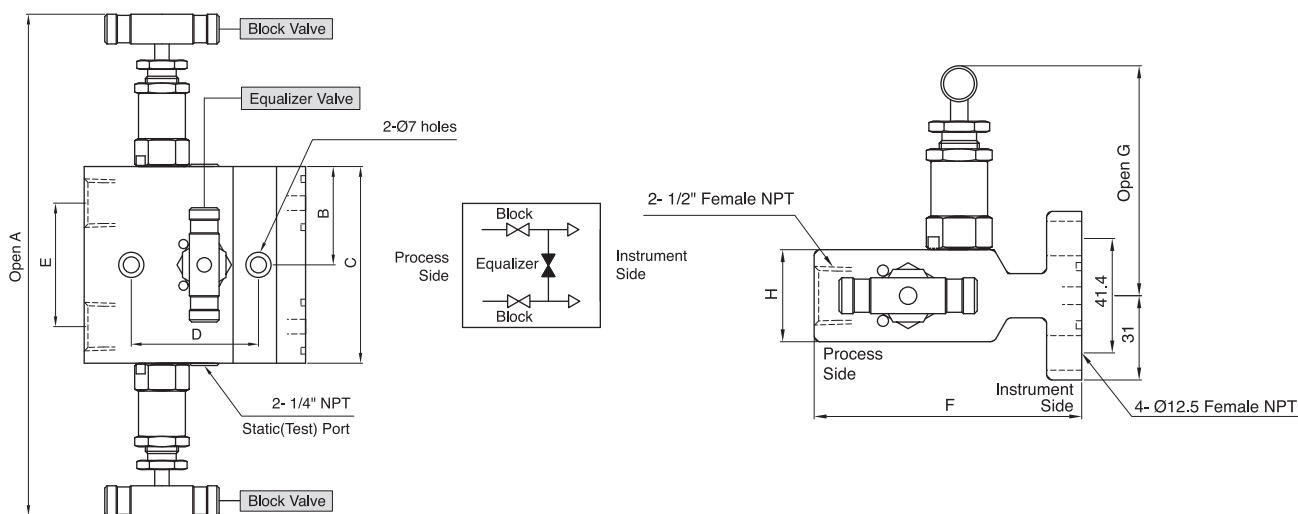 Block Valve
Equalizer Valve
2-Ø7 holes
Open A
E
B
C
D
2- 1/4" NPT
Static(Test) Port
Block Valve
Block
Process
Side
Equalizer
Instrument
Side
Block
2- 1/2" Female NPT
Open G
H
41.4
31
Process
Side
Instrument
Side
F
4- Ø12.5 Female NPT